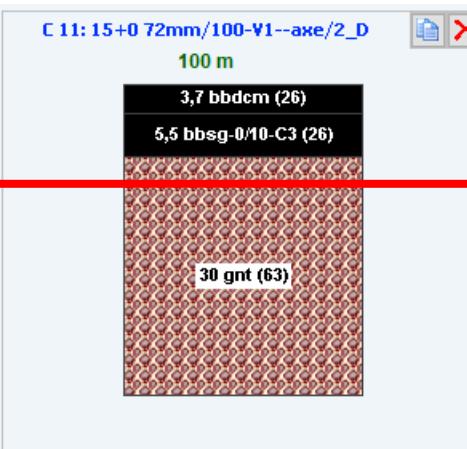 C 11: 15+0 72mm/100-V1--axe/2_D
100 m
3,7 bbdcm (26)
5,5 bbsg-0/10-C3 (26)
30 gnt (63)